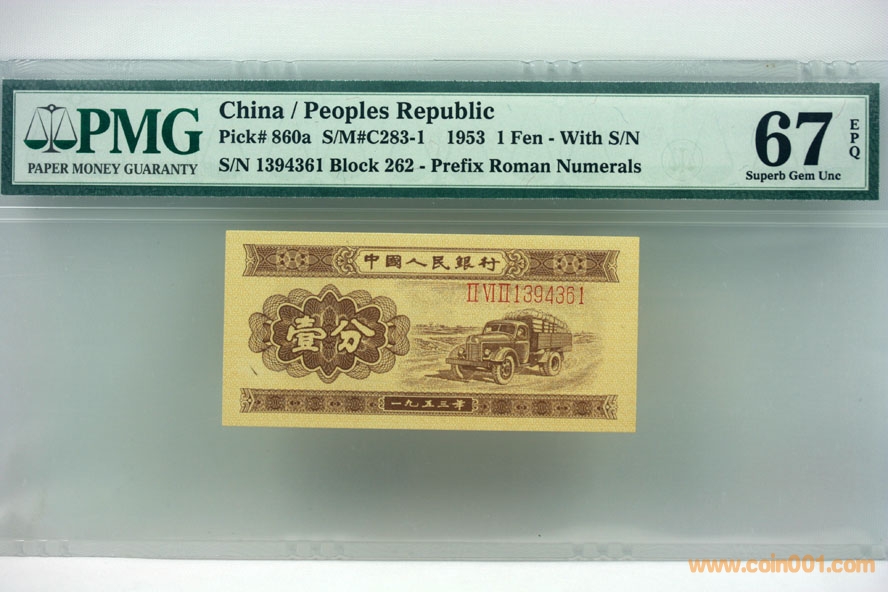 PMG
PAPER MONEY GUARANTY
China / Peoples Republic
Pick# 860a S/M#C283-1 1953 1 Fen - With S/N
S/N 1394361 Block 262 - Prefix Roman Numerals
67
EPQ
Superb Gem Unc
中國人民銀行
II VI II 1394361
壹分
一九五三年
www.coin001.com